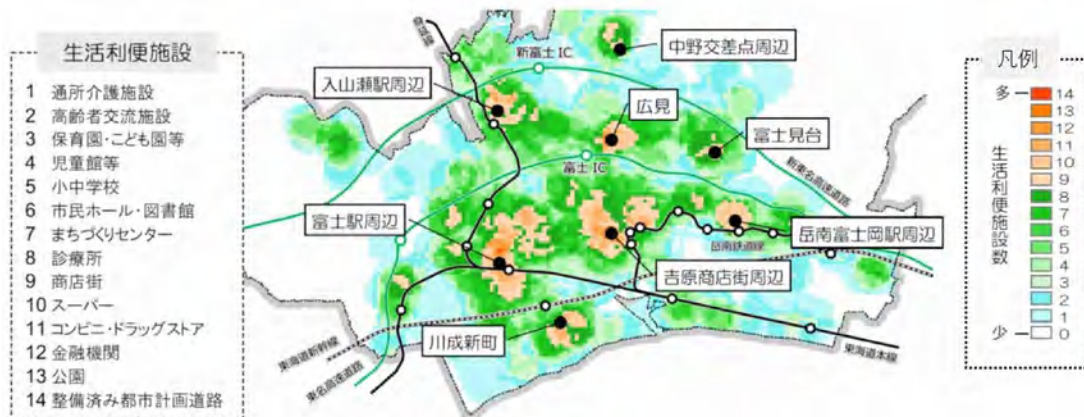 生活利便施設
1 通所介護施設
2 高齢者交流施設
3 保育園・こども園等
4 児童館等
5 小中学校
6 市民ホール・図書館
7 まちづくりセンター
8 診療所
9 商店街
10 スーパー
11 コンビニ・ドラッグストア
12 金融機関
13 公園
14 整備済み都市計画道路
身延線
新富士IC
中野交差点周辺
入山瀬駅周辺
広見
富士見台
新東名高速道路
富士IC
富士駅周辺
岳南鉄道線
岳南富士岡駅周辺
吉原商店街周辺
川成新町
東海道新幹線
東名高速道路
東海道本線
凡例
多
生活利便施設数
少
14
13
12
11
10
9
8
7
6
5
4
3
2
1
0